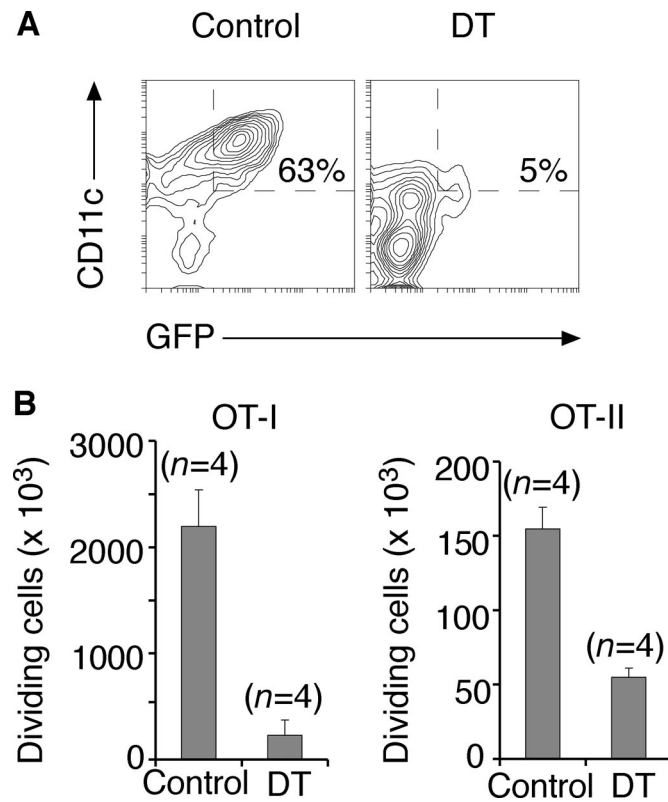 A
Control DT
CD11c
63%
5%
GFP
B
OT-I
Dividing cells (x 10³)
3000
2000
1000
0
(n=4)
(n=4)
Control DT
OT-II
Dividing cells (x 10³)
200
150
100
50
0
(n=4)
(n=4)
Control DT